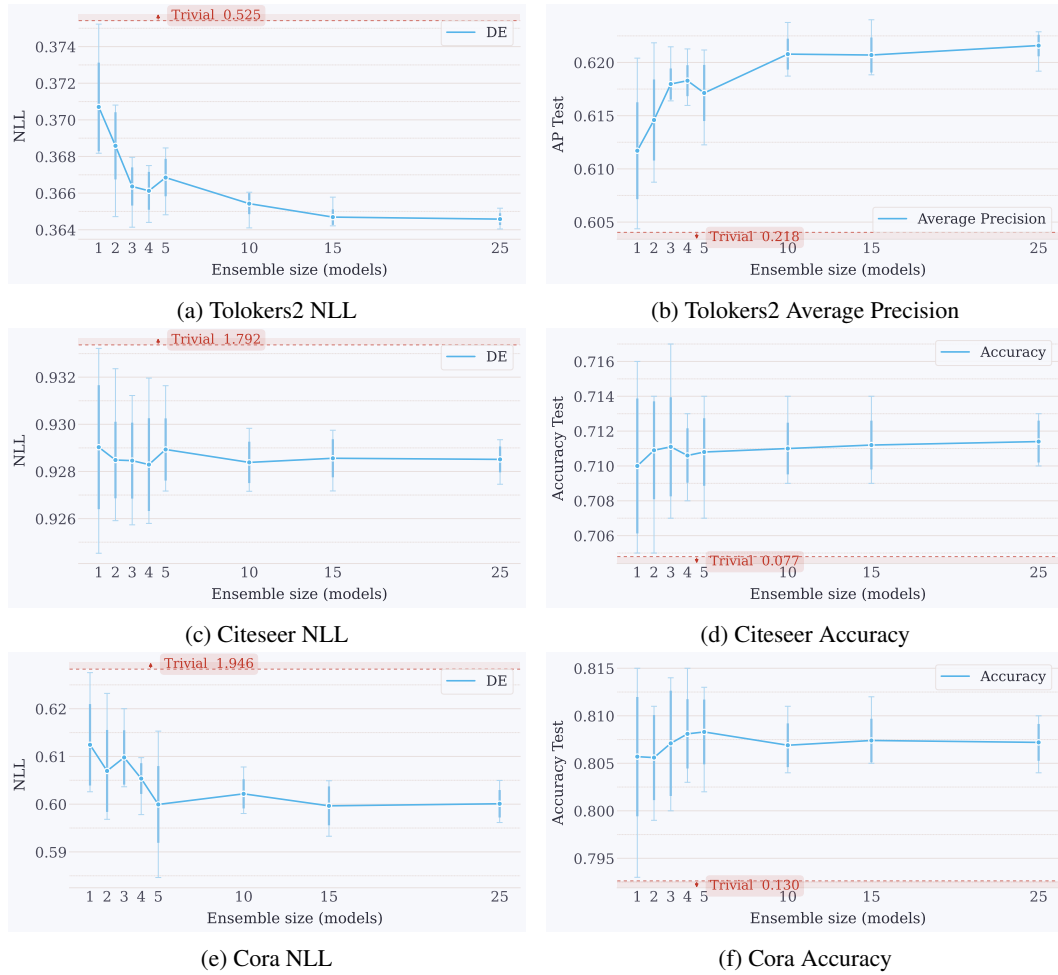 Trivial 0.525
DE
0.374
0.372
0.370
0.368
0.366
0.364
NLL
1 2 3 4 5 10 15 25
Ensemble size (models)
(a) Tolokers2 NLL
0.620
0.615
0.610
0.605
AP Test
Average Precision
Trivial 0.218
1 2 3 4 5 10 15 25
Ensemble size (models)
(b) Tolokers2 Average Precision
Trivial 1.792
DE
0.932
0.930
0.928
0.926
NLL
1 2 3 4 5 10 15 25
Ensemble size (models)
(c) Citeseer NLL
Accuracy
0.716
0.714
0.712
0.710
0.708
0.706
Accuracy Test
Trivial 0.077
1 2 3 4 5 10 15 25
Ensemble size (models)
(d) Citeseer Accuracy
Trivial 1.946
DE
0.62
0.61
0.60
0.59
NLL
1 2 3 4 5 10 15 25
Ensemble size (models)
(e) Cora NLL
Accuracy
0.815
0.810
0.805
0.800
0.795
Accuracy Test
Trivial 0.130
1 2 3 4 5 10 15 25
Ensemble size (models)
(f) Cora Accuracy